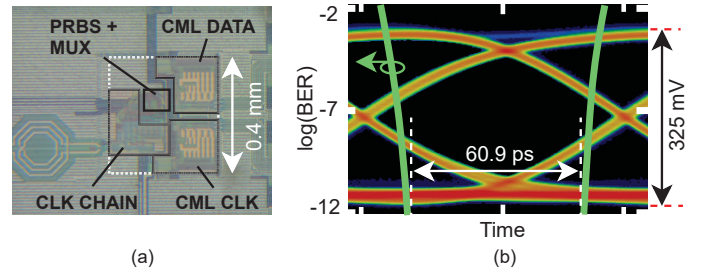 PRBS +
MUX
CML DATA
0.4 mm
CLK CHAIN
CML CLK
(a)
-2
-7
-12
log(BER)
60.9 ps
325 mV
Time
(b)